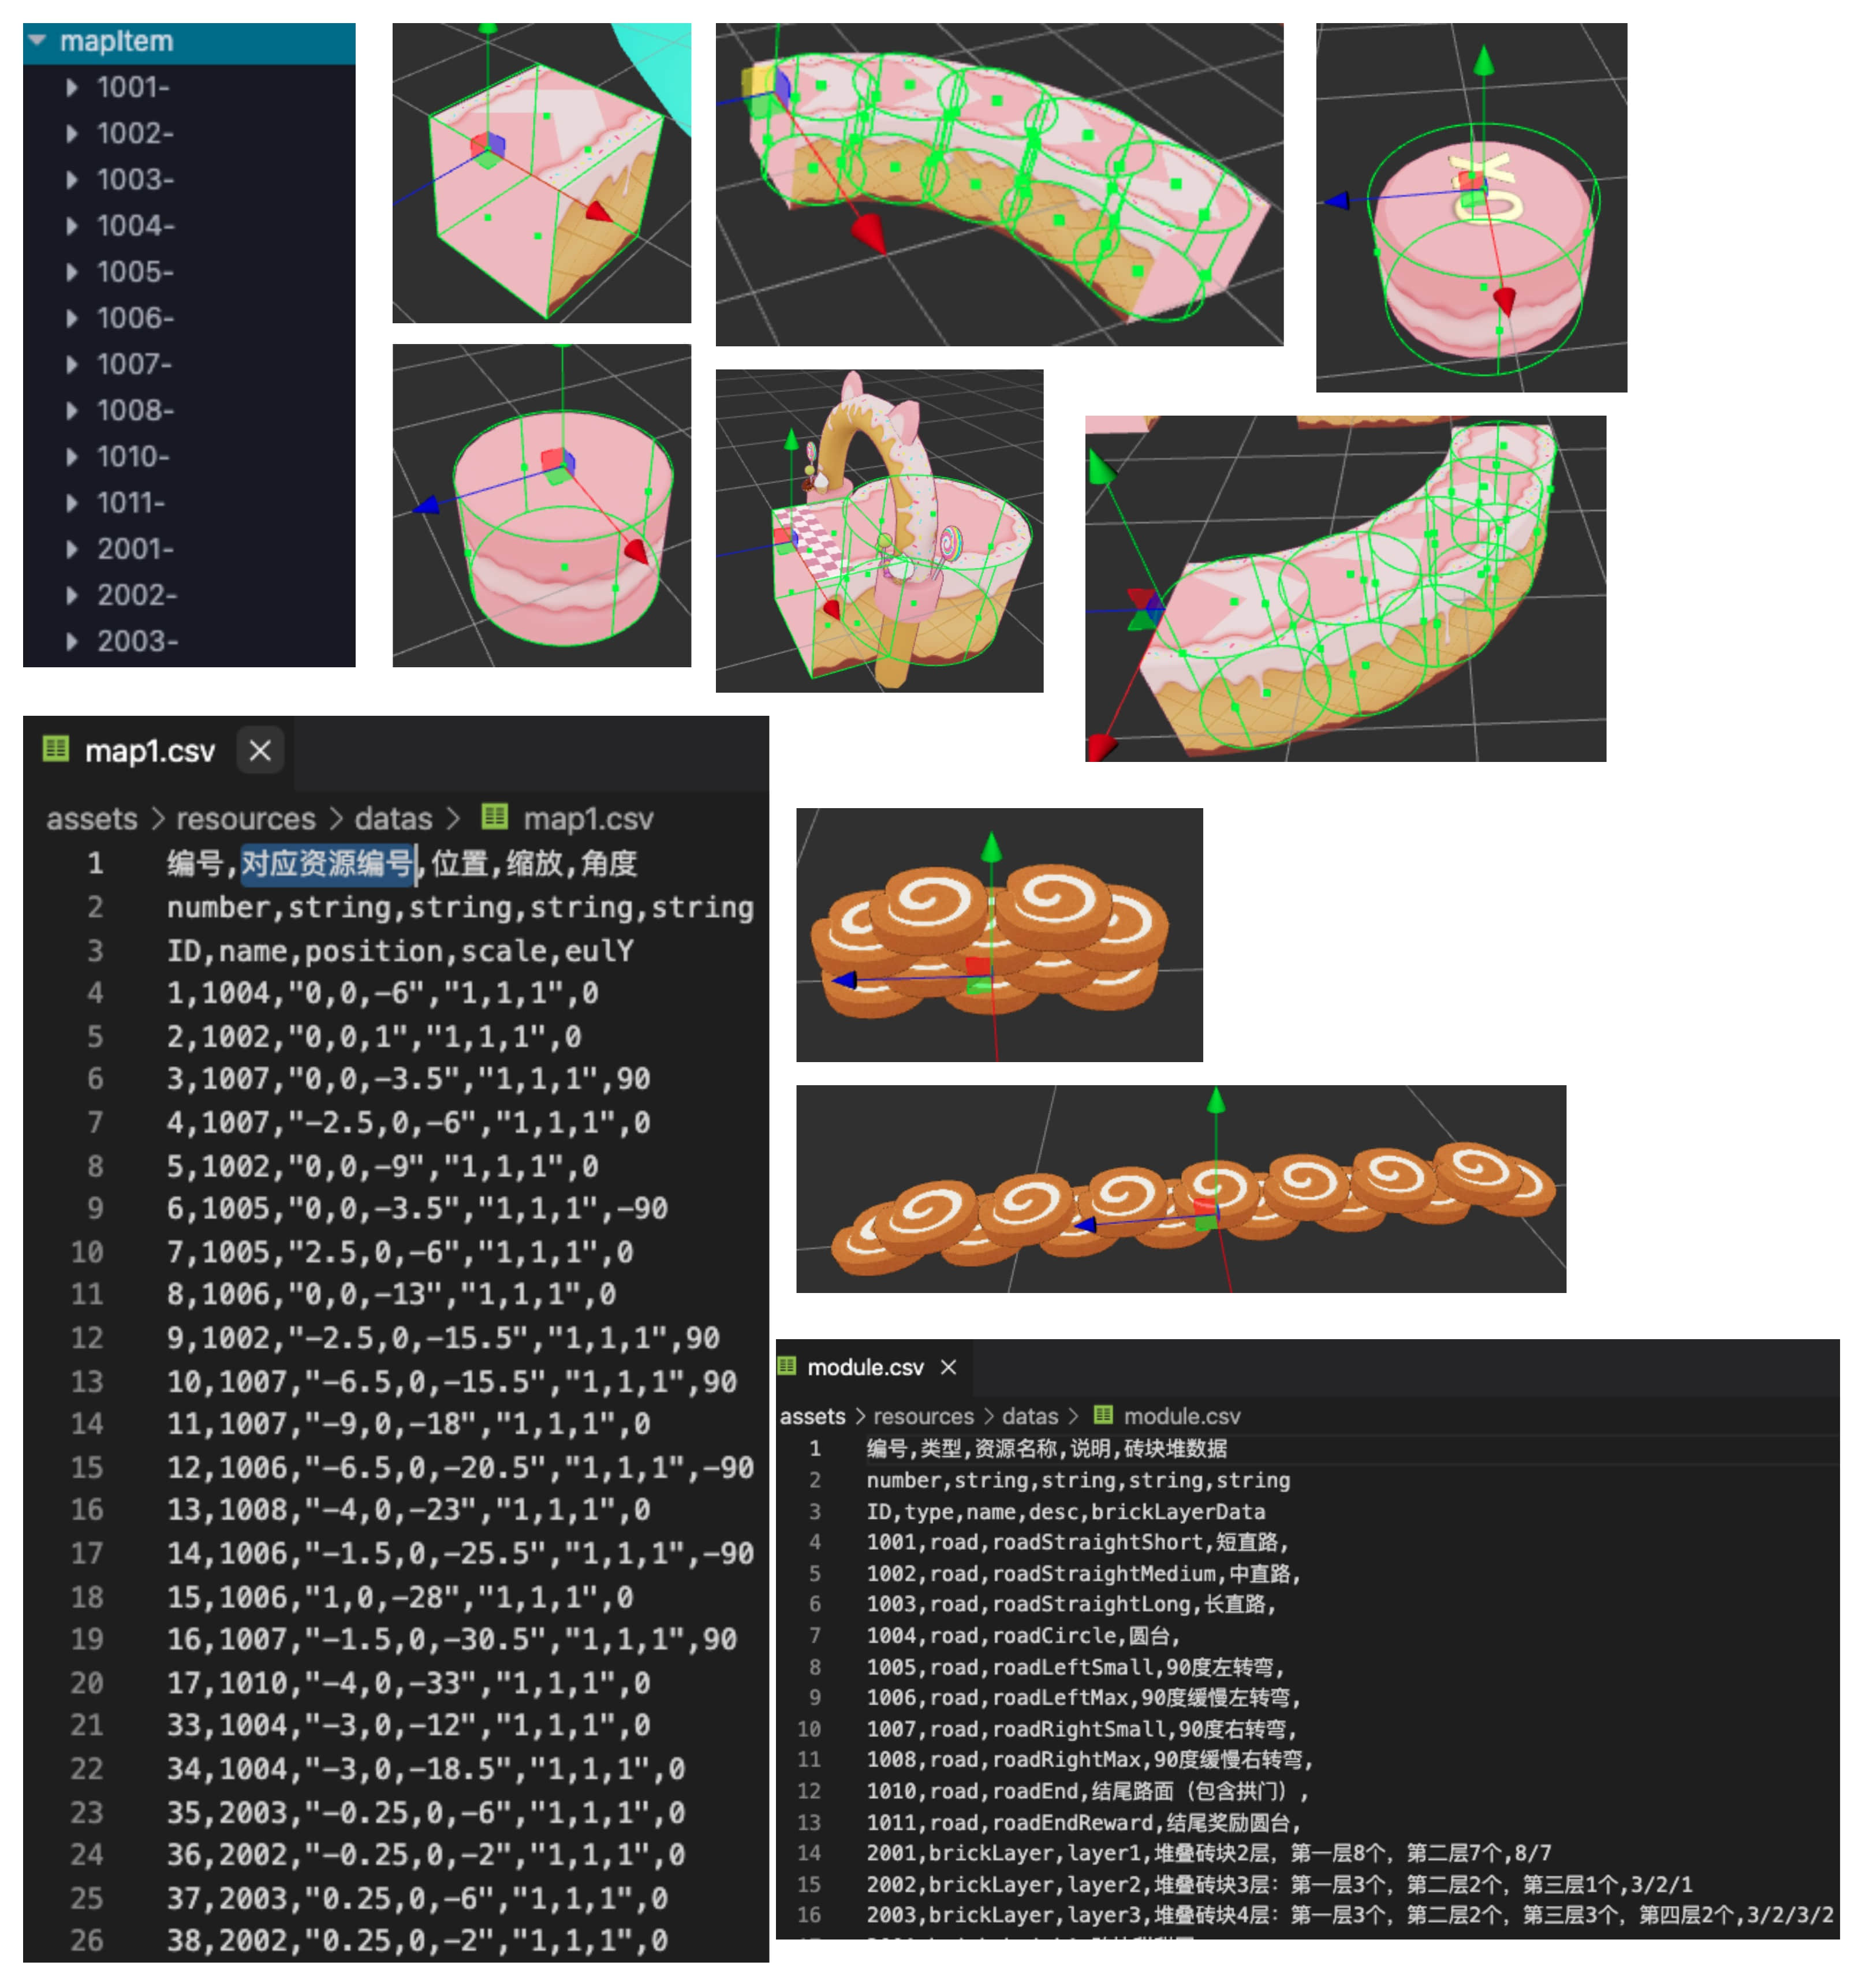 mapItem
1001-
1002-
1003-
1004-
1005-
1006-
1007-
1008-
1010-
1011-
2001-
2002-
2003-
OK
map1.csv
assets > resources > datas > map1.csv
1 编号,对应资源编号,位置,缩放,角度
2 number,string,string,string,string
3 ID,name,position,scale,eulY
4 1,1004,"0,0,-6","1,1,1",0
5 2,1002,"0,0,1","1,1,1",0
6 3,1007,"0,0,-3.5","1,1,1",90
7 4,1007,"-2.5,0,-6","1,1,1",0
8 5,1002,"0,0,-9","1,1,1",0
9 6,1005,"0,0,-3.5","1,1,1",-90
10 7,1005,"2.5,0,-6","1,1,1",0
11 8,1006,"0,0,-13","1,1,1",0
12 9,1002,"-2.5,0,-15.5","1,1,1",90
13 10,1007,"-6.5,0,-15.5","1,1,1",90
14 11,1007,"-9,0,-18","1,1,1",0
15 12,1006,"-6.5,0,-20.5","1,1,1",-90
16 13,1008,"-4,0,-23","1,1,1",0
17 14,1006,"-1.5,0,-25.5","1,1,1",-90
18 15,1006,"1,0,-28","1,1,1",0
19 16,1007,"-1.5,0,-30.5","1,1,1",90
20 17,1010,"-4,0,-33","1,1,1",0
21 33,1004,"-3,0,-12","1,1,1",0
22 34,1004,"-3,0,-18.5","1,1,1",0
23 35,2003,"-0.25,0,-6","1,1,1",0
24 36,2002,"-0.25,0,-2","1,1,1",0
25 37,2003,"0.25,0,-6","1,1,1",0
26 38,2002,"0.25,0,-2","1,1,1",0
module.csv
assets > resources > datas > module.csv
1 编号,类型,资源名称,说明,砖块堆数据
2 number,string,string,string,string
3 ID,type,name,desc,brickLayerData
4 1001,road,roadStraightShort,短直路,
5 1002,road,roadStraightMedium,中直路,
6 1003,road,roadStraightLong,长直路,
7 1004,road,roadCircle,圆台,
8 1005,road,roadLeftSmall,90度左转弯,
9 1006,road,roadLeftMax,90度缓慢左转弯,
10 1007,road,roadRightSmall,90度右转弯,
11 1008,road,roadRightMax,90度缓慢右转弯,
12 1010,road,roadEnd,结尾路面（包含拱门）,
13 1011,road,roadEndReward,结尾奖励圆台,
14 2001,brickLayer,layer1,堆叠砖块2层，第一层8个，第二层7个,8/7
15 2002,brickLayer,layer2,堆叠砖块3层：第一层3个，第二层2个，第三层1个,3/2/1
16 2003,brickLayer,layer3,堆叠砖块4层：第一层3个，第二层2个，第三层3个，第四层2个,3/2/3/2